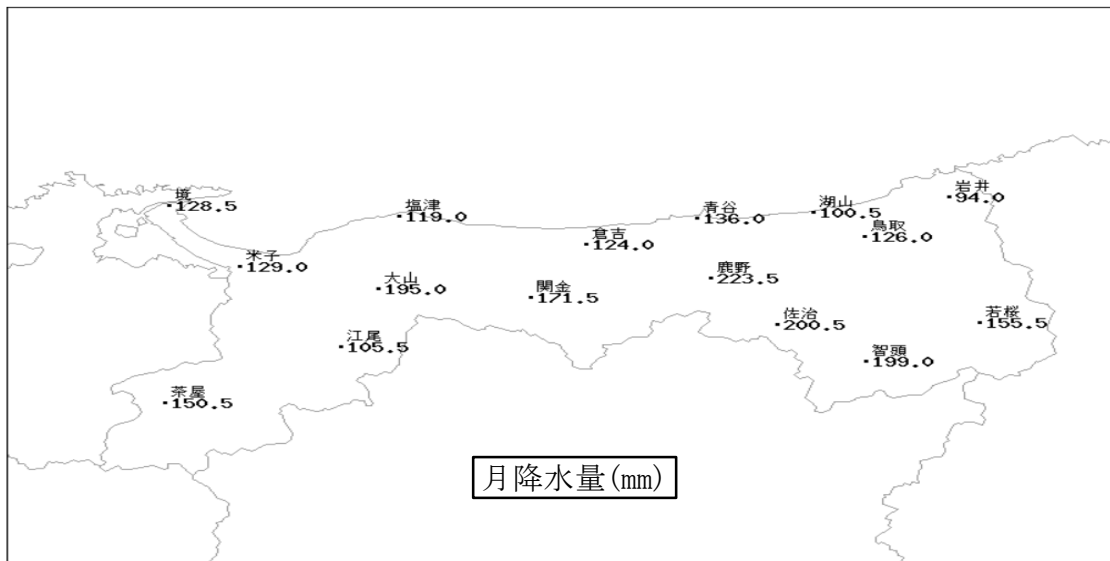 境
128.5
塩津
119.0
青谷
136.0
湖山
100.5
岩井
94.0
鳥取
126.0
倉吉
124.0
米子
129.0
大山
195.0
関金
171.5
鹿野
223.5
佐治
200.5
若桜
155.5
江尾
105.5
智頭
199.0
茶屋
150.5
月降水量(mm)